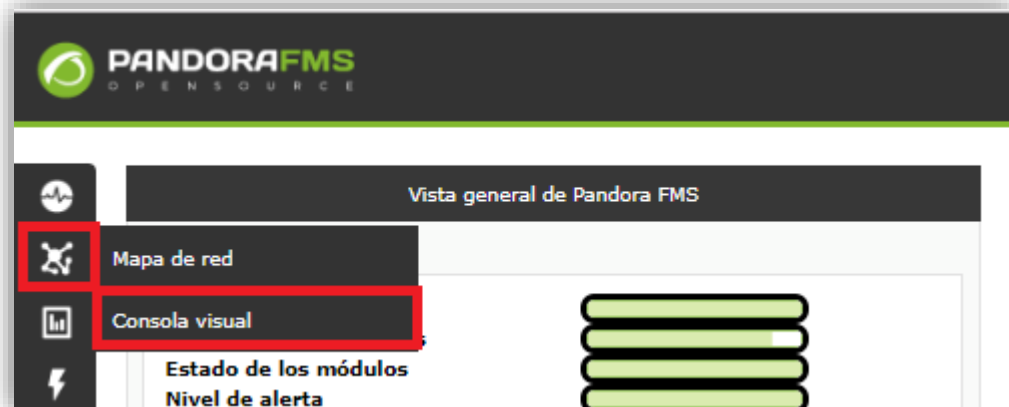 PANDORAFMS
OPENSOURCE
Vista general de Pandora FMS
Mapa de red
Consola visual
Estado de los módulos
Nivel de alerta